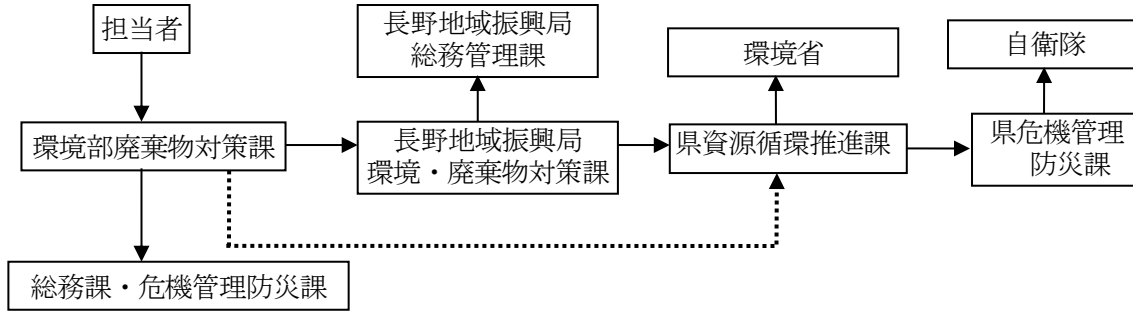 担当者
長野地域振興局
総務管理課
環境省
自衛隊
環境部廃棄物対策課
長野地域振興局
環境・廃棄物対策課
県資源循環推進課
県危機管理
防災課
総務課・危機管理防災課